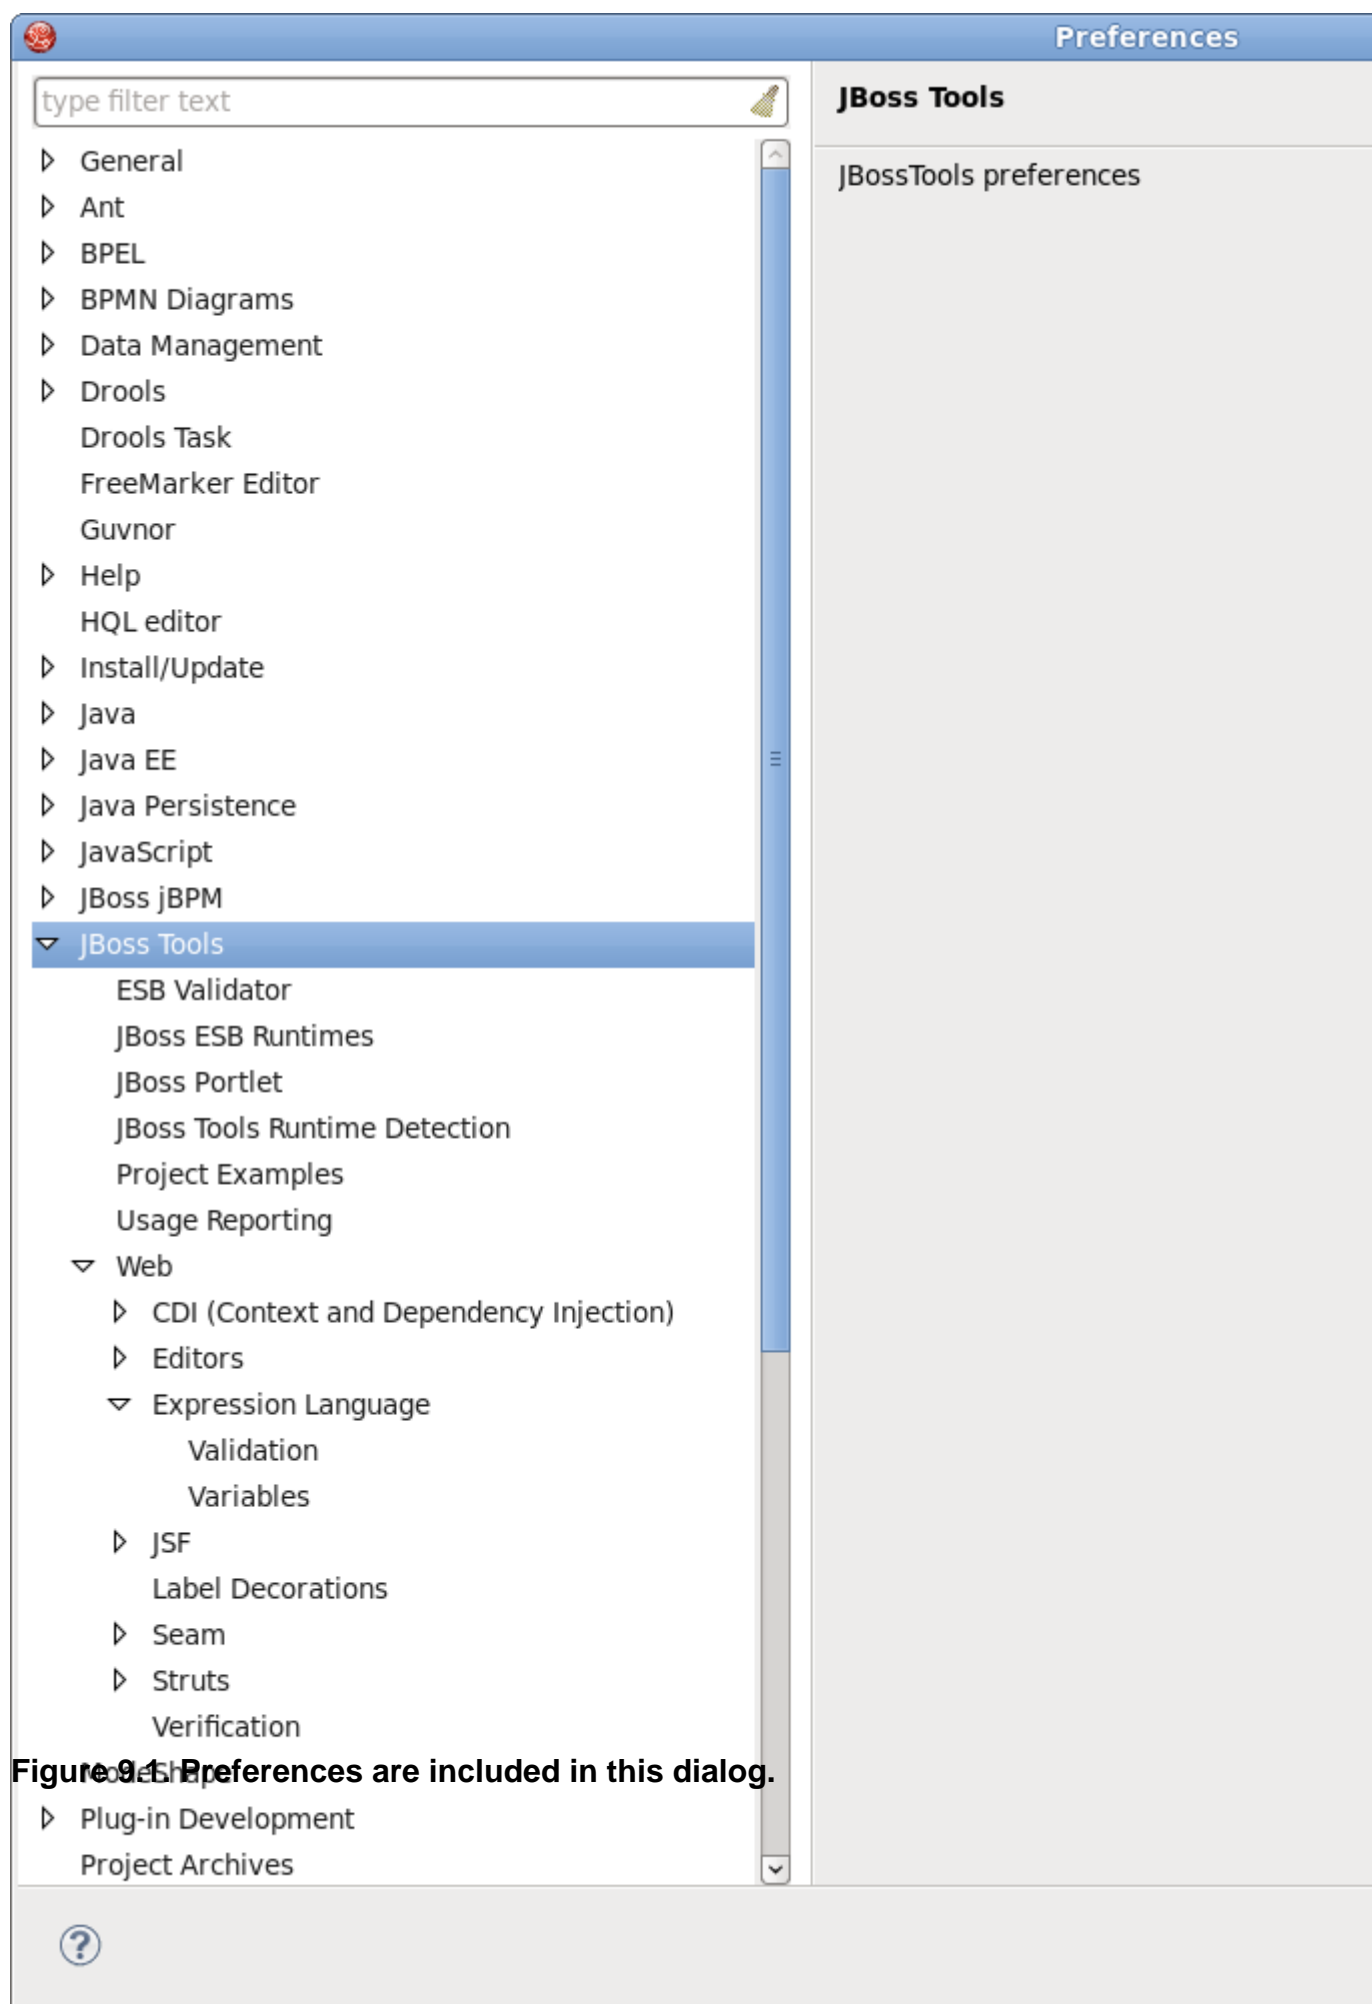 Preferences
type filter text
JBoss Tools
JBossTools preferences
General
Ant
BPEL
BPMN Diagrams
Data Management
Drools
Drools Task
FreeMarker Editor
Guvnor
Help
HQL editor
Install/Update
Java
Java EE
Java Persistence
JavaScript
JBoss jBPM
JBoss Tools
ESB Validator
JBoss ESB Runtimes
JBoss Portlet
JBoss Tools Runtime Detection
Project Examples
Usage Reporting
Web
CDI (Context and Dependency Injection)
Editors
Expression Language
Validation
Variables
JSF
Label Decorations
Seam
Struts
Verification
ModeShape
Figure 9.1. Preferences are included in this dialog.
Plug-in Development
Project Archives